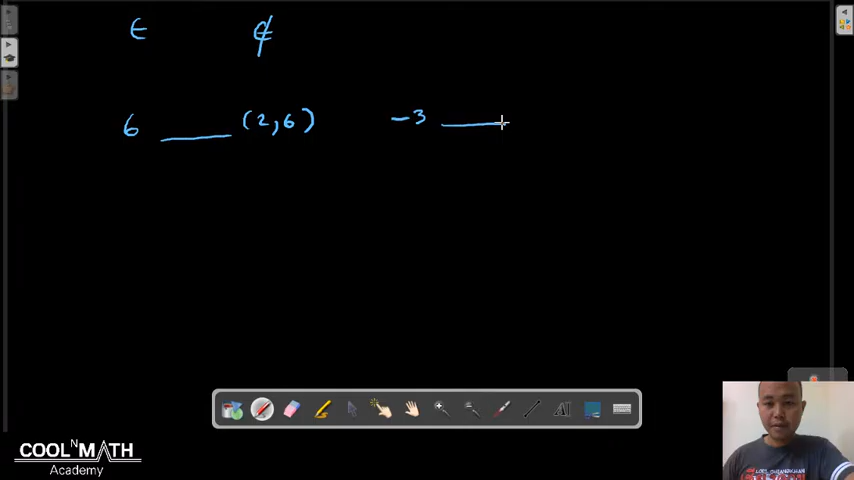 ∈ ∉
6 ____ (2,6) -3 ____
COOL^N MATH
Academy